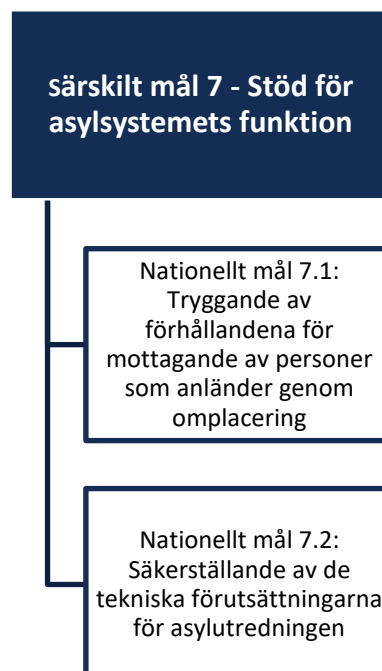 särskilt mål 7 - Stöd för
asylsystemets funktion
Nationellt mål 7.1:
Tryggande av
förhållandena för
mottagande av personer
som anländer genom
omplacering
Nationellt mål 7.2:
Säkerställande av de
tekniska förutsättningarna
för asylutredningen